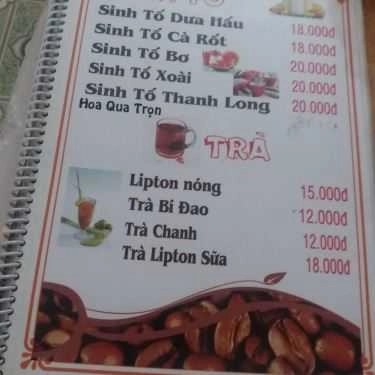 Sinh Tố Dưa Hấu 18.000đ
Sinh Tố Cà Rốt 18.000đ
Sinh Tố Bơ 20.000đ
Sinh Tố Xoài 20.000đ
Sinh Tố Thanh Long 20.000đ
Hoa Qua Trọn
TRÀ
Lipton nóng 15.000đ
Trà Bí Đao 12.000đ
Trà Chanh 12.000đ
Trà Lipton Sữa 18.000đ